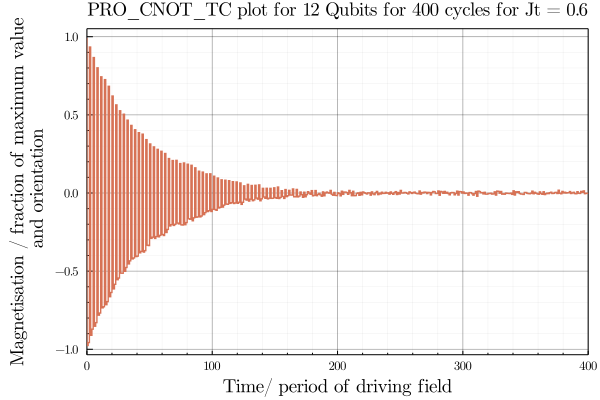 PRO_CNOT_TC plot for 12 Qubits for 400 cycles for Jt = 0.6
Magnetisation / fraction of maximum value
and orientation
1.0
0.5
0.0
−0.5
−1.0
0 100 200 300 400
Time/ period of driving field